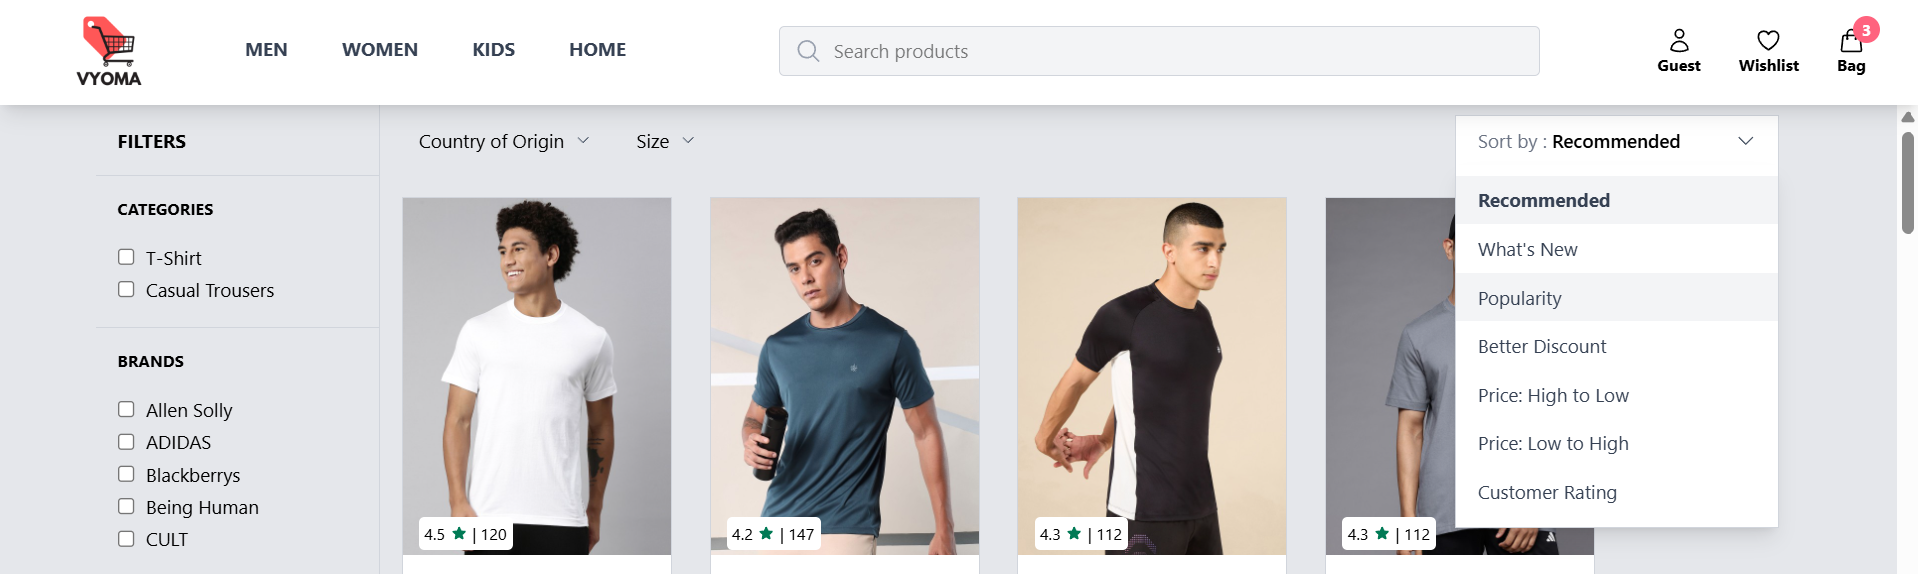 VYOMA
MEN
WOMEN
KIDS
HOME
Search products
Guest
Wishlist
3
Bag
FILTERS
CATEGORIES
T-Shirt
Casual Trousers
BRANDS
Allen Solly
ADIDAS
Blackberrys
Being Human
CULT
Country of Origin
Size
Sort by : Recommended
Recommended
What's New
Popularity
Better Discount
Price: High to Low
Price: Low to High
Customer Rating
4.5 ★ | 120
4.2 ★ | 147
4.3 ★ | 112
4.3 ★ | 112